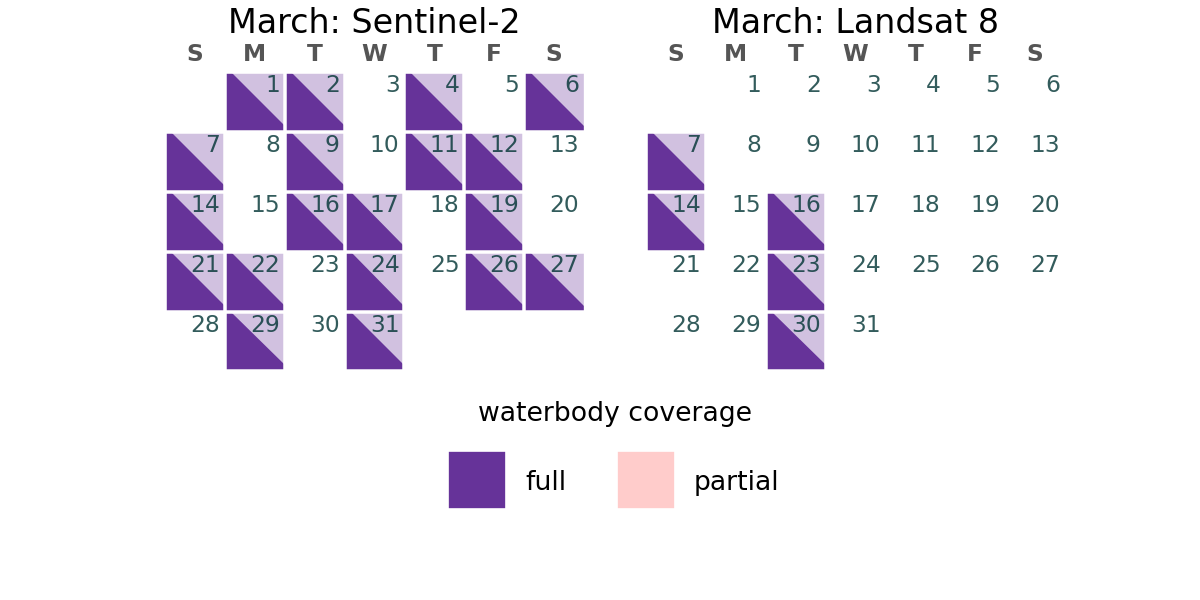 March: Sentinel-2
S M T W T F S
1 2 3 4 5 6
7 8 9 10 11 12 13
14 15 16 17 18 19 20
21 22 23 24 25 26 27
28 29 30 31
March: Landsat 8
S M T W T F S
1 2 3 4 5 6
7 8 9 10 11 12 13
14 15 16 17 18 19 20
21 22 23 24 25 26 27
28 29 30 31
waterbody coverage
full
partial